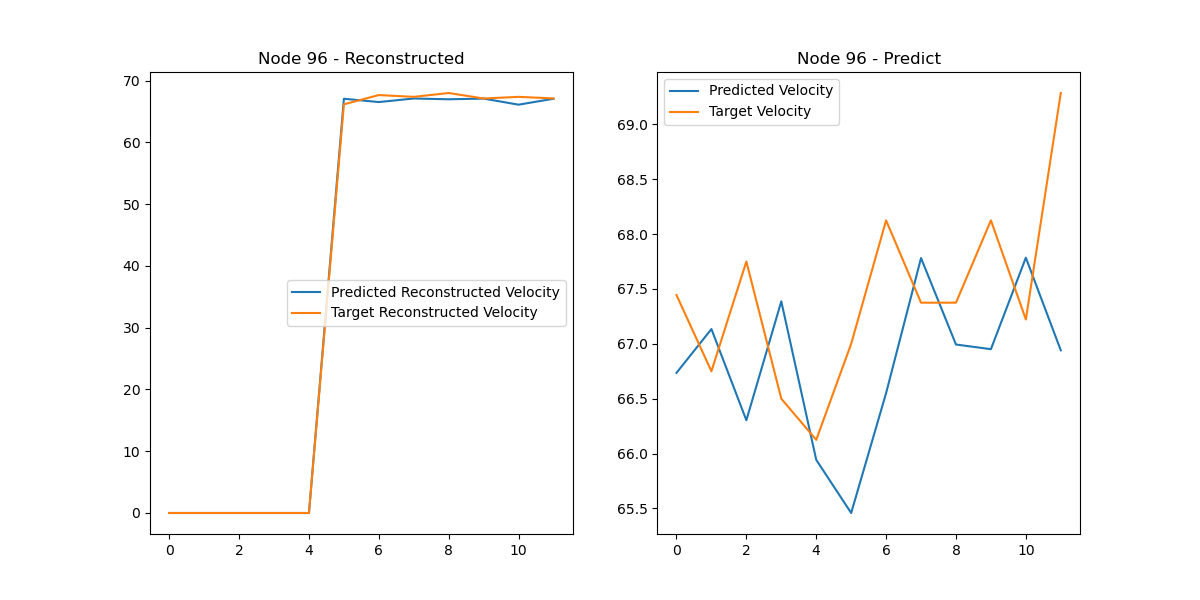 Node 96 - Reconstructed
70
60
50
40
30
20
10
0
0 2 4 6 8 10
Predicted Reconstructed Velocity
Target Reconstructed Velocity
Node 96 - Predict
Predicted Velocity
Target Velocity
69.0
68.5
68.0
67.5
67.0
66.5
66.0
65.5
0 2 4 6 8 10